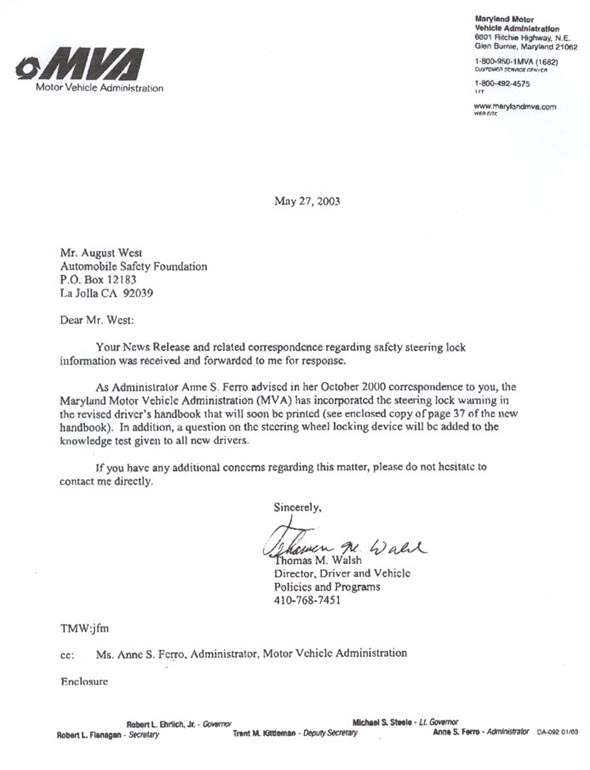 MVA
Motor Vehicle Administration
Maryland Motor
Vehicle Administration
6601 Ritchie Highway, N.E.
Glen Burnie, Maryland 21062
1-800-950-1MVA (1682)
CUSTOMER SERVICE CENTER
1-800-492-4575
TTY
www.marylandmva.com
WEB SITE
May 27, 2003
Mr. August West
Automobile Safety Foundation
P.O. Box 12183
La Jolla CA 92039
Dear Mr. West:
Your News Release and related correspondence regarding safety steering lock
information was received and forwarded to me for response.
As Administrator Anne S. Ferro advised in her October 2000 correspondence to you, the
Maryland Motor Vehicle Administration (MVA) has incorporated the steering lock warning in
the revised driver's handbook that will soon be printed (see enclosed copy of page 37 of the new
handbook). In addition, a question on the steering wheel locking device will be added to the
knowledge test given to all new drivers.
If you have any additional concerns regarding this matter, please do not hesitate to
contact me directly.
Sincerely,
Thomas M. Walsh
Thomas M. Walsh
Director, Driver and Vehicle
Policies and Programs
410-768-7451
TMW:jfm
cc: Ms. Anne S. Ferro, Administrator, Motor Vehicle Administration
Enclosure
Robert L. Ehrlich, Jr. - Governor Michael S. Steele - Lt. Governor
Robert L. Flanagan - Secretary Trent M. Kittleman - Deputy Secretary Anne S. Ferro - Administrator DA-092 01/03